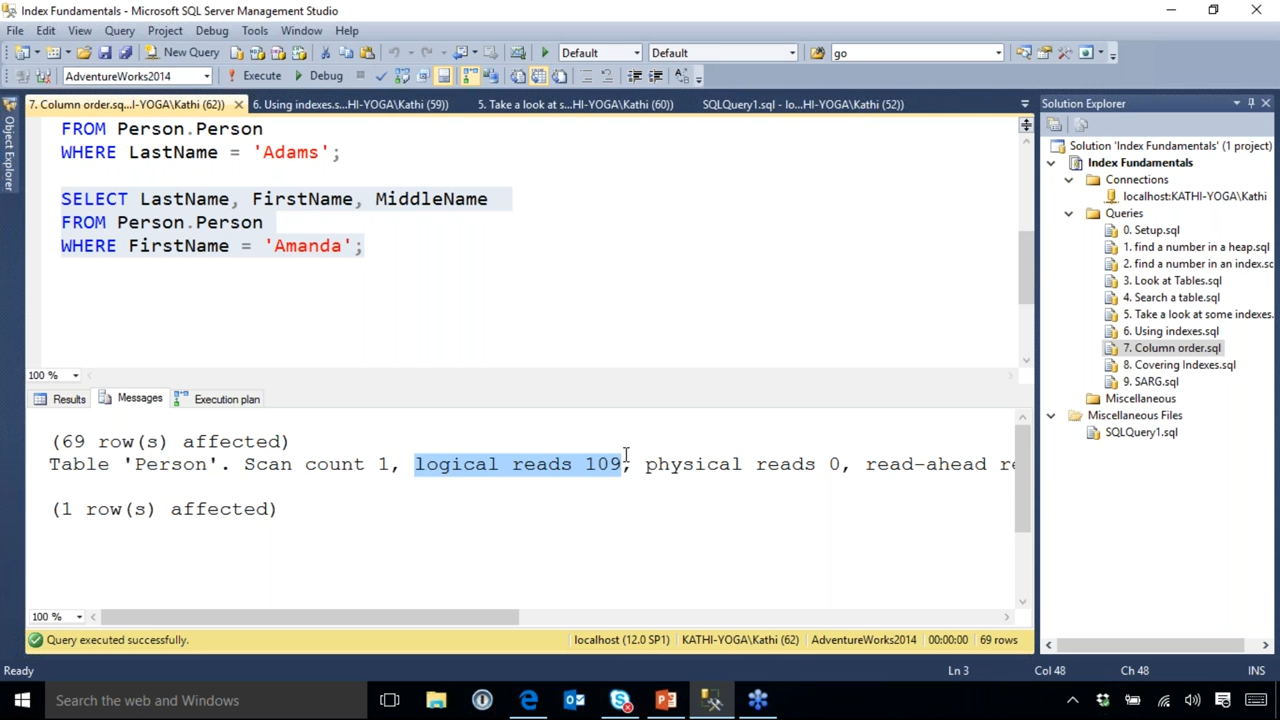 Index Fundamentals - Microsoft SQL Server Management Studio
File Edit View Query Project Debug Tools Window Help
New Query Default Default go
AdventureWorks2014 Execute Debug
7. Column order.sq...I-YOGA\Kathi (62)) 6. Using indexes.s...HI-YOGA\Kathi (59)) 5. Take a look at s...HI-YOGA\Kathi (60)) SQLQuery1.sql - lo...HI-YOGA\Kathi (52))
Object Explorer
FROM Person.Person
WHERE LastName = 'Adams';
SELECT LastName, FirstName, MiddleName
FROM Person.Person
WHERE FirstName = 'Amanda';
100 %
Results Messages Execution plan
(69 row(s) affected)
Table 'Person'. Scan count 1, logical reads 109, physical reads 0, read-ahead re
(1 row(s) affected)
100 %
Query executed successfully. localhost (12.0 SP1) KATHI-YOGA\Kathi (62) AdventureWorks2014 00:00:00 69 rows
Solution Explorer
Solution 'Index Fundamentals' (1 project)
Index Fundamentals
Connections
localhost:KATHI-YOGA\Kathi
Queries
0. Setup.sql
1. find a number in a heap.sql
2. find a number in an index.sc
3. Look at Tables.sql
4. Search a table.sql
5. Take a look at some indexes.
6. Using indexes.sql
7. Column order.sql
8. Covering Indexes.sql
9. SARG.sql
Miscellaneous
Miscellaneous Files
SQLQuery1.sql
Ready Ln 3 Col 48 Ch 48 INS
Search the web and Windows